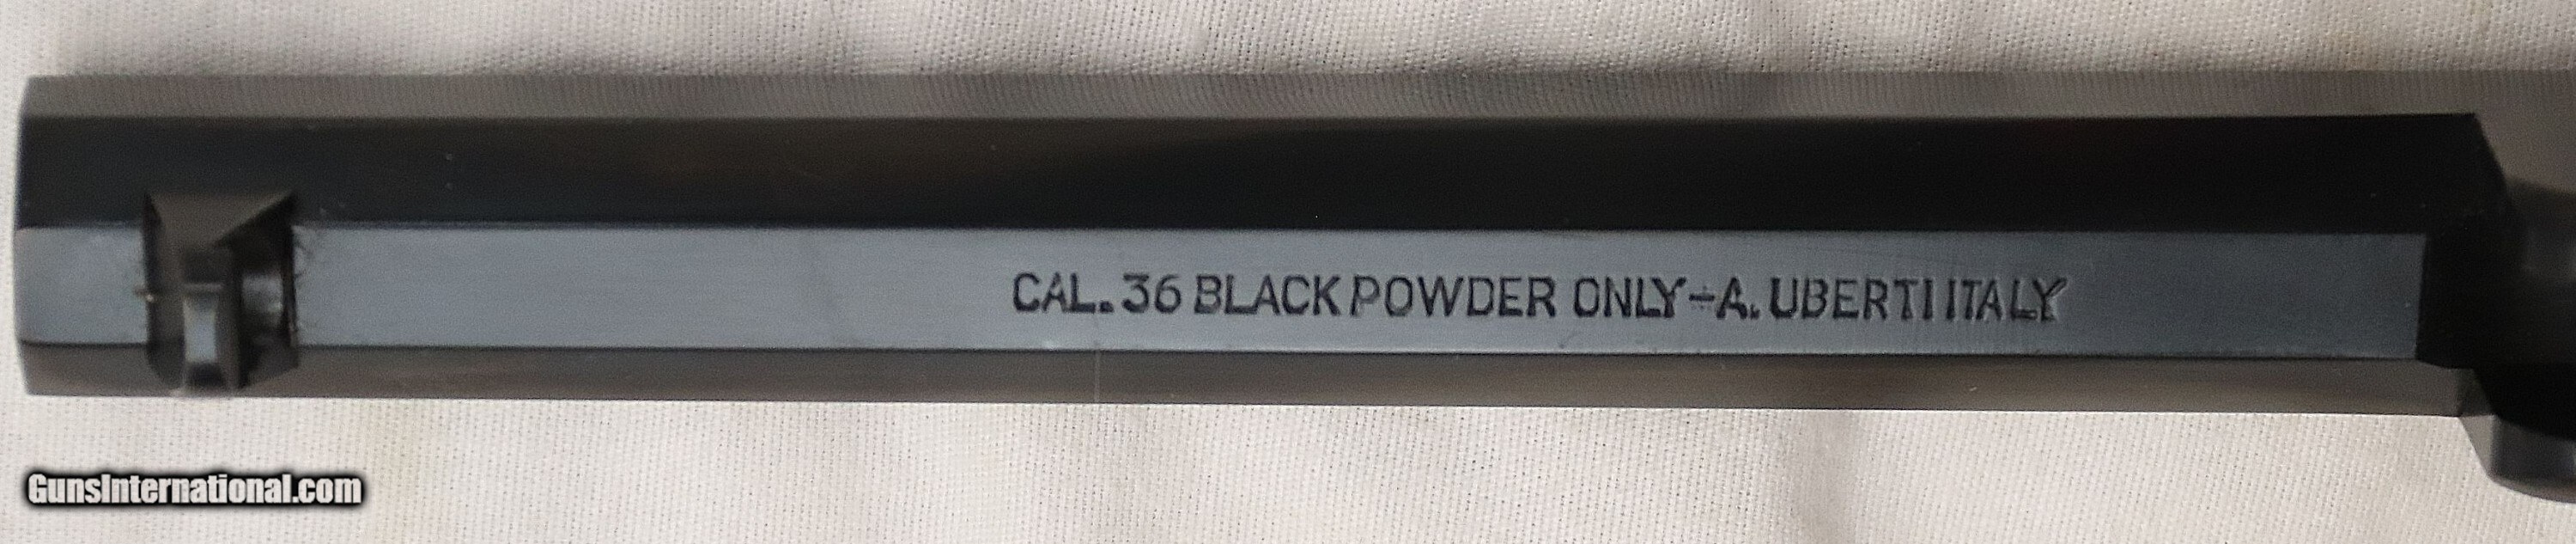 CAL. 36 BLACK POWDER ONLY-A. UBERTI ITALY
GunsInternational.com